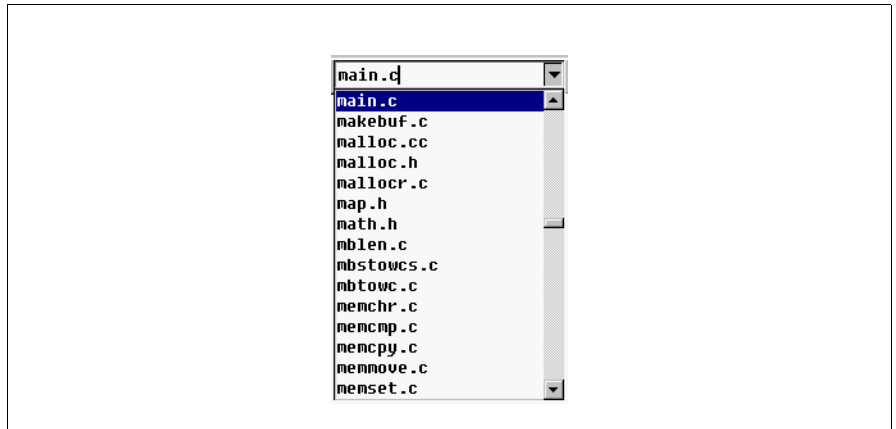 main.c
main.c
makebuf.c
malloc.cc
malloc.h
mallocr.c
map.h
math.h
mblen.c
mbstowcs.c
mbtowc.c
memchr.c
memcmp.c
memcpy.c
memmove.c
memset.c